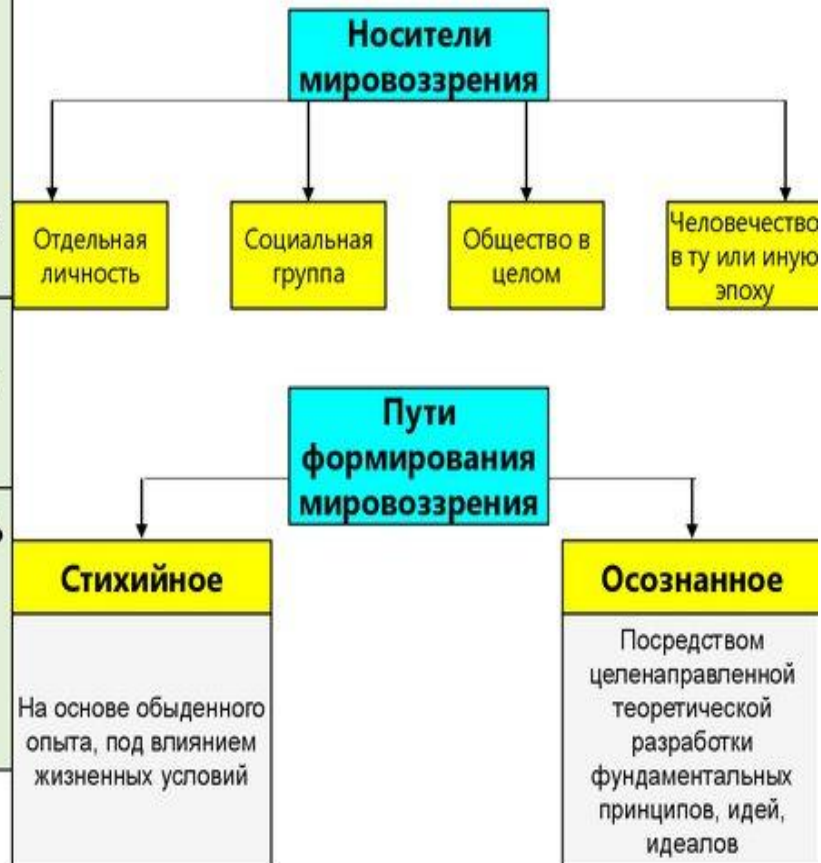 Носители
мировоззрения
Отдельная
личность
Социальная
группа
Общество в
целом
Человечество
в ту или иную
эпоху
Пути
формирования
мировоззрения
Стихийное
На основе обыденного
опыта, под влиянием
жизненных условий
Осознанное
Посредством
целенаправленной
теоретической
разработки
фундаментальных
принципов, идей,
идеалов